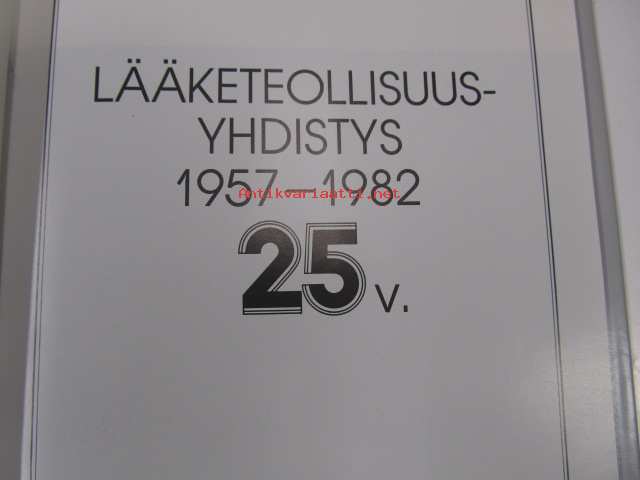 LÄÄKETEOLLISUUS-
YHDISTYS
1957–1982
Antikvariaatti.net
25 v.